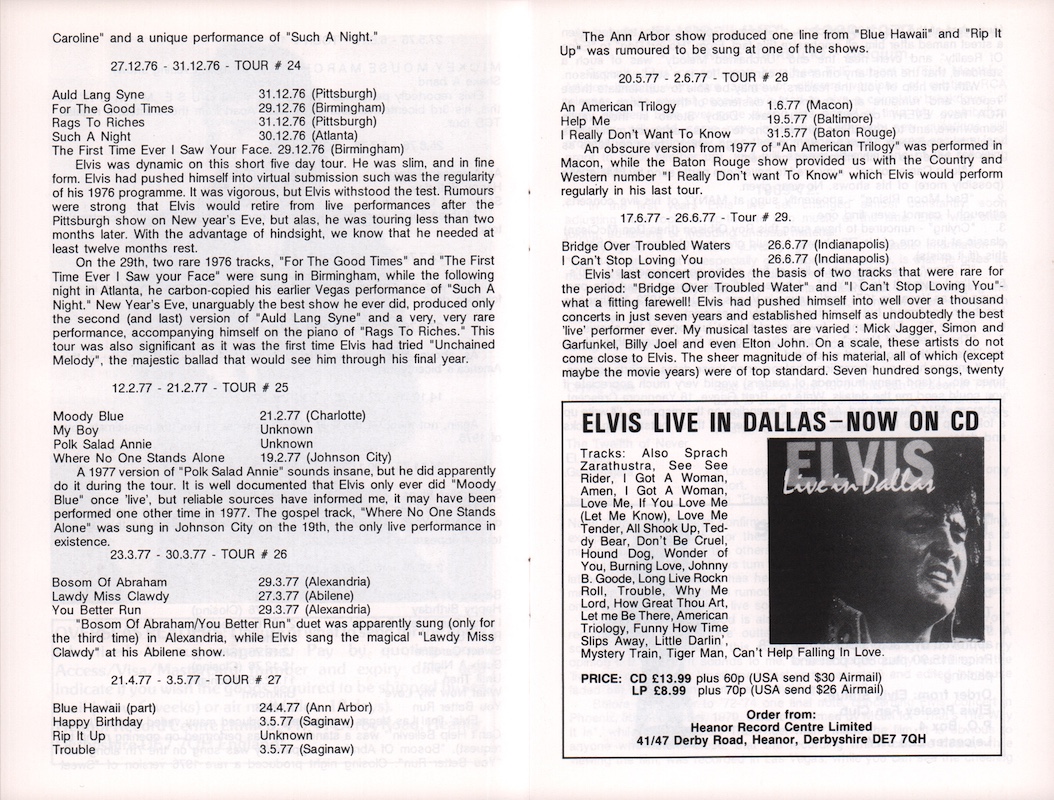 Caroline" and a unique performance of "Such A Night."
27.12.76 - 31.12.76 - TOUR # 24
Auld Lang Syne 31.12.76 (Pittsburgh)
For The Good Times 29.12.76 (Birmingham)
Rags To Riches 31.12.76 (Pittsburgh)
Such A Night 30.12.76 (Atlanta)
The First Time Ever I Saw Your Face. 29.12.76 (Birmingham)
Elvis was dynamic on this short five day tour. He was slim, and in fine
form. Elvis had pushed himself into virtual submission such was the regularity
of his 1976 programme. It was vigorous, but Elvis withstood the test. Rumours
were strong that Elvis would retire from live performances after the
Pittsburgh show on New year's Eve, but alas, he was touring less than two
months later. With the advantage of hindsight, we know that he needed at
least twelve months rest.
On the 29th, two rare 1976 tracks, "For The Good Times" and "The First
Time Ever I Saw your Face" were sung in Birmingham, while the following
night in Atlanta, he carbon-copied his earlier Vegas performance of "Such A
Night." New Year's Eve, unarguably the best show he ever did, produced only
the second (and last) version of "Auld Lang Syne" and a very, very rare
performance, accompanying himself on the piano of "Rags To Riches." This
tour was also significant as it was the first time Elvis had tried "Unchained
Melody", the majestic ballad that would see him through his final year.
12.2.77 - 21.2.77 - TOUR # 25
Moody Blue 21.2.77 (Charlotte)
My Boy Unknown
Polk Salad Annie Unknown
Where No One Stands Alone 19.2.77 (Johnson City)
A 1977 version of "Polk Salad Annie" sounds insane, but he did apparently
do it during the tour. It is well documented that Elvis only ever did "Moody
Blue" once 'live', but reliable sources have informed me, it may have been
performed one other time in 1977. The gospel track, "Where No One Stands
Alone" was sung in Johnson City on the 19th, the only live performance in
existence.
23.3.77 - 30.3.77 - TOUR # 26
Bosom Of Abraham 29.3.77 (Alexandria)
Lawdy Miss Clawdy 27.3.77 (Abilene)
You Better Run 29.3.77 (Alexandria)
"Bosom Of Abraham/You Better Run" duet was apparently sung (only for
the third time) in Alexandria, while Elvis sang the magical "Lawdy Miss
Clawdy" at his Abilene show.
21.4.77 - 3.5.77 - TOUR # 27
Blue Hawaii (part) 24.4.77 (Ann Arbor)
Happy Birthday 3.5.77 (Saginaw)
Rip It Up Unknown
Trouble 3.5.77 (Saginaw)
The Ann Arbor show produced one line from "Blue Hawaii" and "Rip It
Up" was rumoured to be sung at one of the shows.
20.5.77 - 2.6.77 - TOUR # 28
An American Trilogy 1.6.77 (Macon)
Help Me 19.5.77 (Baltimore)
I Really Don't Want To Know 31.5.77 (Baton Rouge)
An obscure version from 1977 of "An American Trilogy" was performed in
Macon, while the Baton Rouge show provided us with the Country and
Western number "I Really Don't want To Know" which Elvis would perform
regularly in his last tour.
17.6.77 - 26.6.77 - Tour # 29.
Bridge Over Troubled Waters 26.6.77 (Indianapolis)
I Can't Stop Loving You 26.6.77 (Indianapolis)
Elvis' last concert provides the basis of two tracks that were rare for
the period: "Bridge Over Troubled Water" and "I Can't Stop Loving You"-
what a fitting farewell! Elvis had pushed himself into well over a thousand
concerts in just seven years and established himself as undoubtedly the best
'live' performer ever. My musical tastes are varied : Mick Jagger, Simon and
Garfunkel, Billy Joel and even Elton John. On a scale, these artists do not
come close to Elvis. The sheer magnitude of his material, all of which (except
maybe the movie years) were of top standard. Seven hundred songs, twenty
ELVIS LIVE IN DALLAS-NOW ON CD
Tracks: Also Sprach
Zarathustra, See See
Rider, I Got A Woman,
Amen, I Got A Woman,
Love Me, If You Love Me
(Let Me Know), Love Me
Tender, All Shook Up, Ted-
dy Bear, Don't Be Cruel,
Hound Dog, Wonder of
You, Burning Love, Johnny
B. Goode, Long Live Rockn
Roll, Trouble, Why Me
Lord, How Great Thou Art,
Let me Be There, American
Triology, Funny How Time
Slips Away, Little Darlin',
Mystery Train, Tiger Man, Can't Help Falling In Love.
ELVIS
Live in Dallas
PRICE: CD £13.99 plus 60p (USA send $30 Airmail)
LP £8.99 plus 70p (USA send $26 Airmail)
Order from:
Heanor Record Centre Limited
41/47 Derby Road, Heanor, Derbyshire DE7 7QH